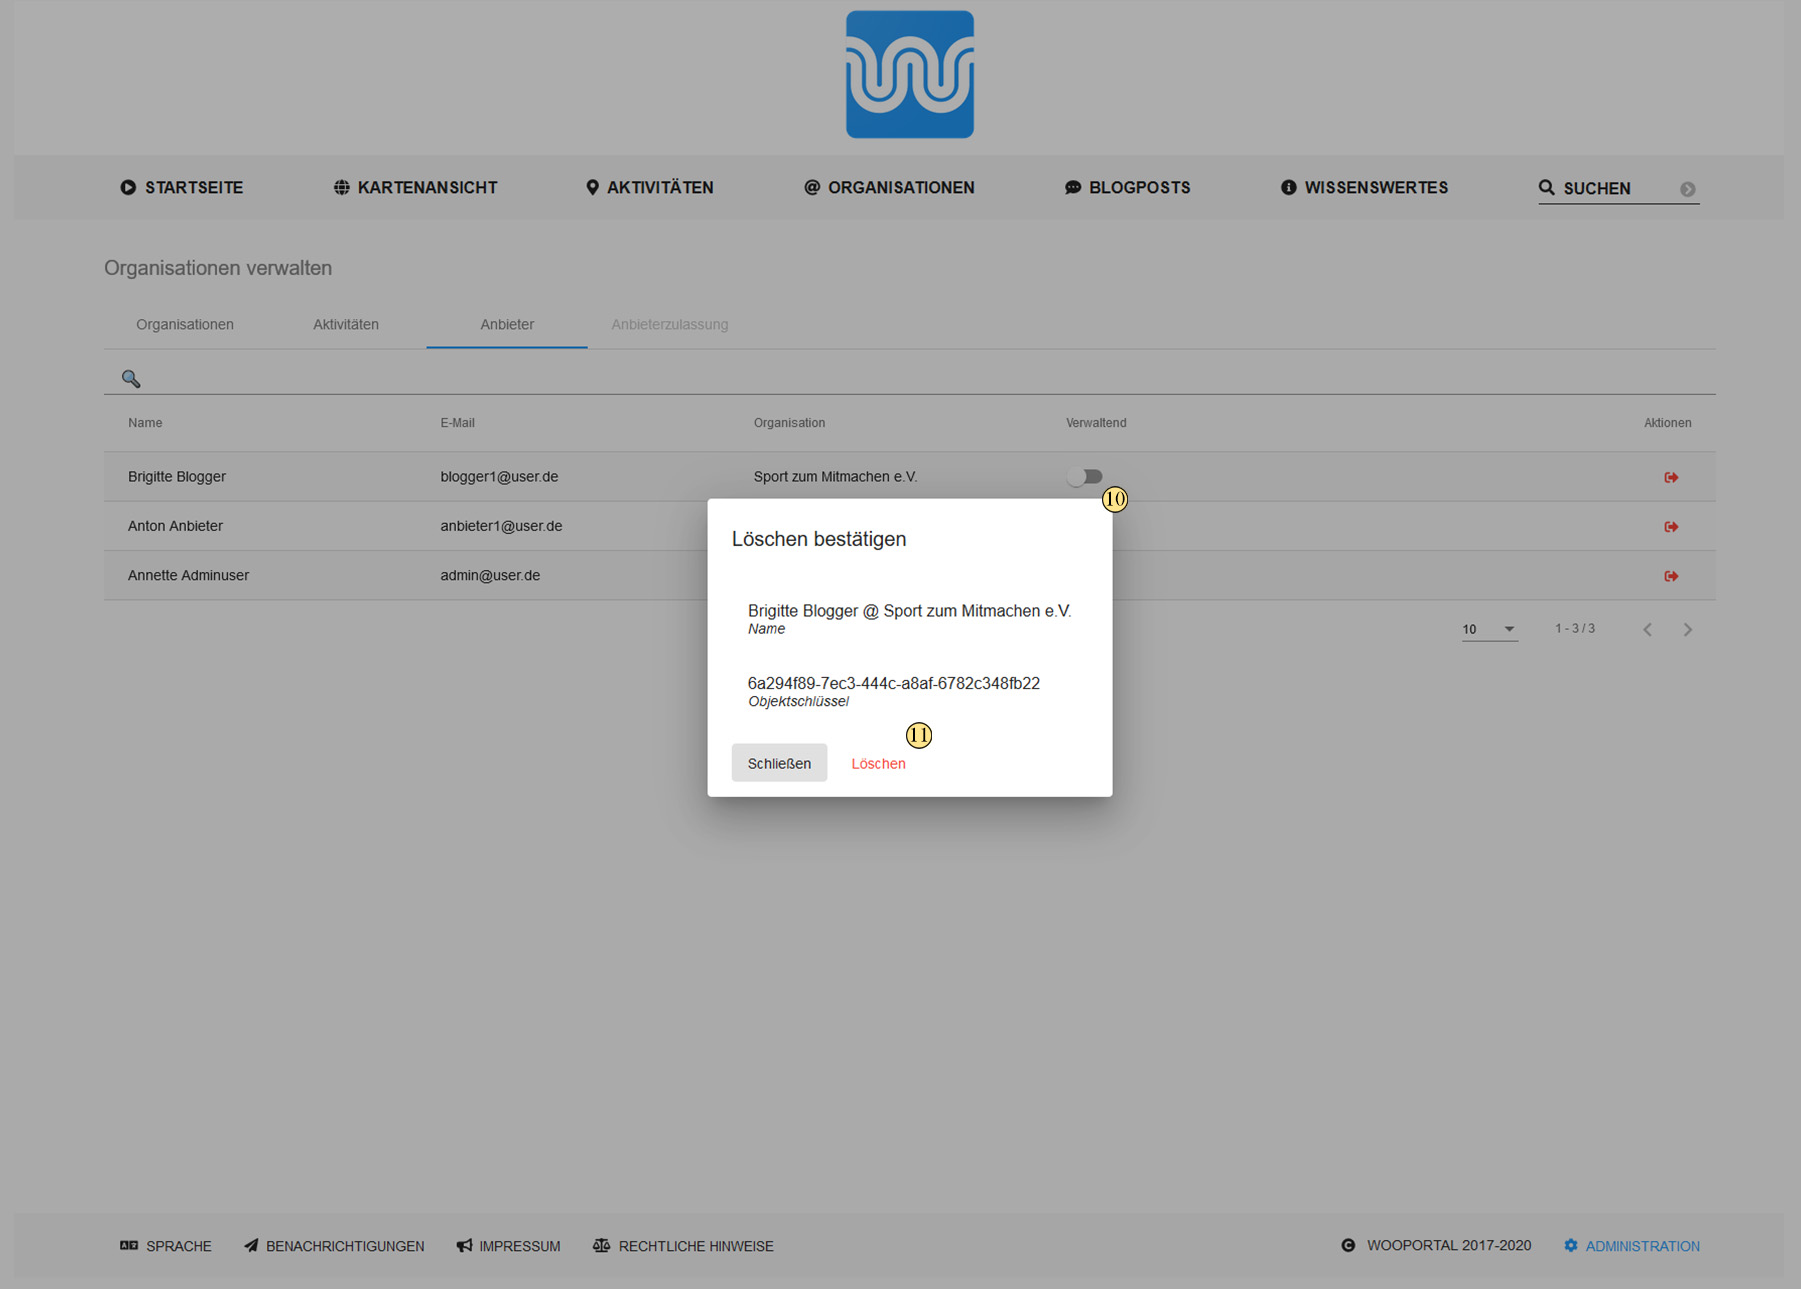 STARTSEITE KARTENANSICHT AKTIVITÄTEN ORGANISATIONEN BLOGPOSTS WISSENSWERTES SUCHEN
Organisationen verwalten
Organisationen Aktivitäten Anbieter Anbieterzulassung
Name E-Mail Organisation Verwaltend Aktionen
Brigitte Blogger blogger1@user.de Sport zum Mitmachen e.V.
10
Anton Anbieter anbieter1@user.de
Annette Adminuser admin@user.de
Löschen bestätigen
Brigitte Blogger @ Sport zum Mitmachen e.V.
Name
6a294f89-7ec3-444c-a8af-6782c348fb22
Objektschlüssel
11
Schließen Löschen
10 1 - 3 / 3
SPRACHE BENACHRICHTIGUNGEN IMPRESSUM RECHTLICHE HINWEISE WOOPORTAL 2017-2020 ADMINISTRATION